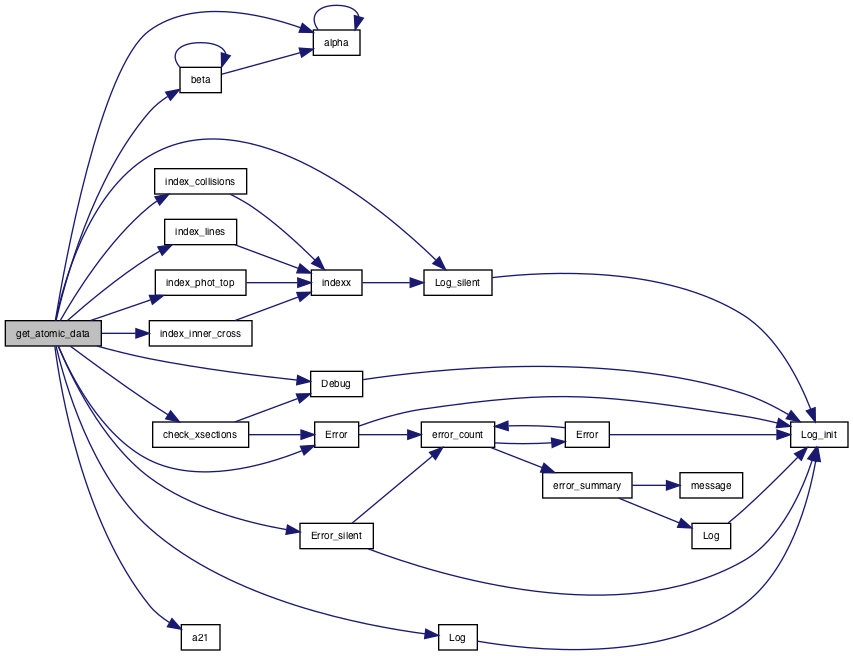 alpha
beta
index_collisions
index_lines
index_phot_top
indexx
Log_silent
get_atomic_data
index_inner_cross
Debug
check_xsections
Error
error_count
Error
Log_init
error_summary
message
Error_silent
Log
a21
Log